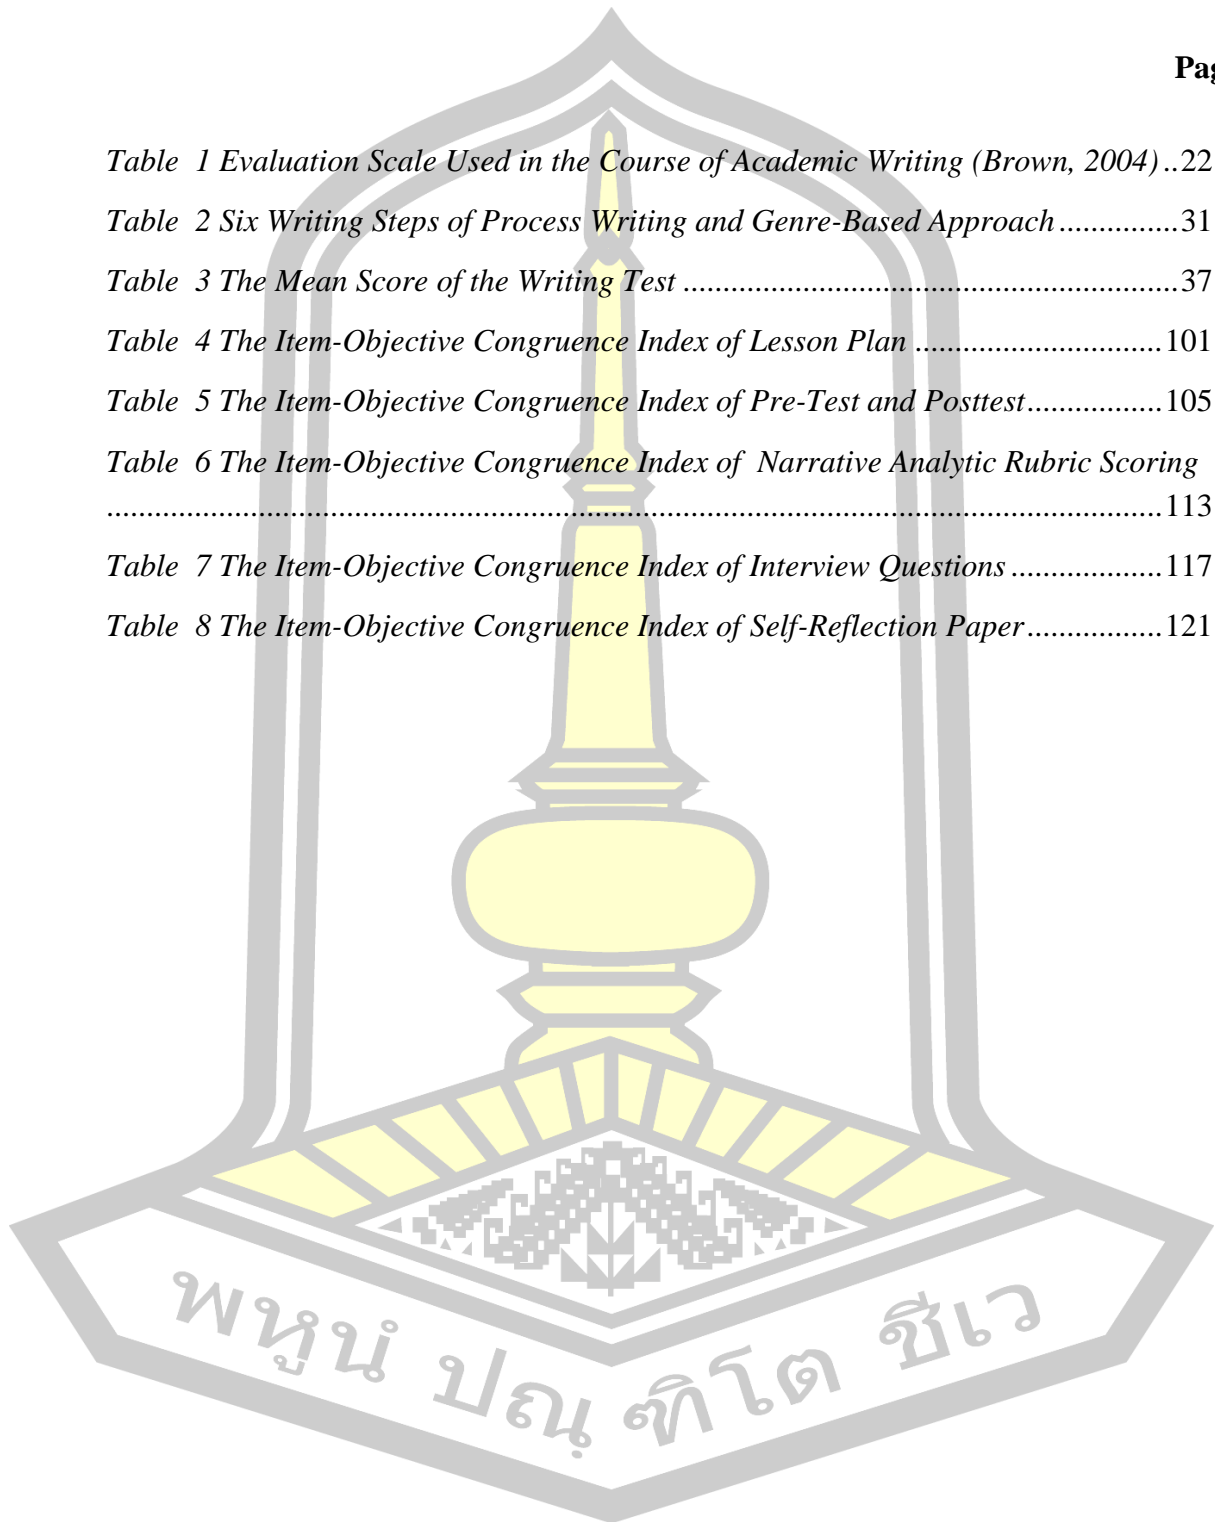 Pag
Table 1 Evaluation Scale Used in the Course of Academic Writing (Brown, 2004)..22
Table 2 Six Writing Steps of Process Writing and Genre-Based Approach...............31
Table 3 The Mean Score of the Writing Test ..............................................................37
Table 4 The Item-Objective Congruence Index of Lesson Plan ...............................101
Table 5 The Item-Objective Congruence Index of Pre-Test and Posttest.................105
Table 6 The Item-Objective Congruence Index of Narrative Analytic Rubric Scoring
....................................................................................................................................113
Table 7 The Item-Objective Congruence Index of Interview Questions ...................117
Table 8 The Item-Objective Congruence Index of Self-Reflection Paper.................121
พหูนํ ปณฺ ฑิโต ชีเว